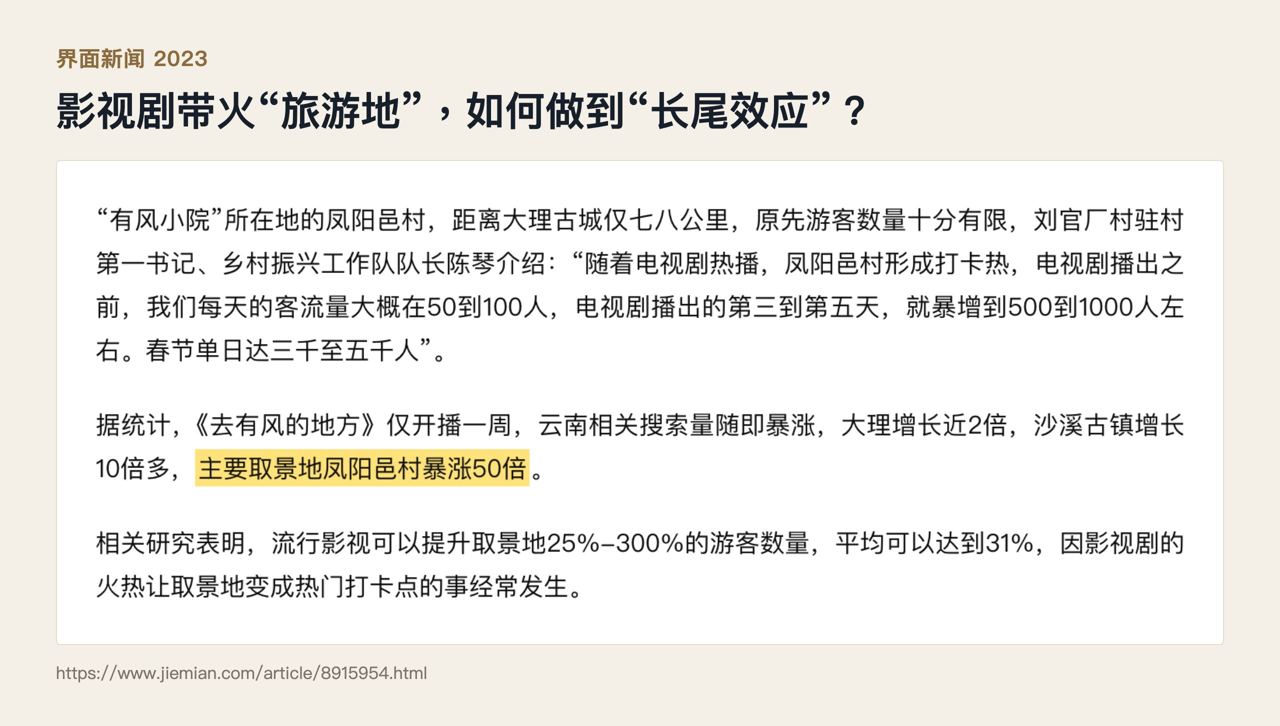 界面新闻 2023
影视剧带火“旅游地”，如何做到“长尾效应”？
“有风小院”所在地的凤阳邑村，距离大理古城仅七八公里，原先游客数量十分有限，刘官厂村驻村
第一书记、乡村振兴工作队队长陈琴介绍：“随着电视剧热播，凤阳邑村形成打卡热，电视剧播出之
前，我们每天的客流量大概在50到100人，电视剧播出的第三到第五天，就暴增到500到1000人左
右。春节单日达三千至五千人”。
据统计，《去有风的地方》仅开播一周，云南相关搜索量随即暴涨，大理增长近2倍，沙溪古镇增长
10倍多，主要取景地凤阳邑村暴涨50倍。
相关研究表明，流行影视可以提升取景地25%–300%的游客数量，平均可以达到31%，因影视剧的
火热让取景地变成热门打卡点的事经常发生。
https://www.jiemian.com/article/8915954.html